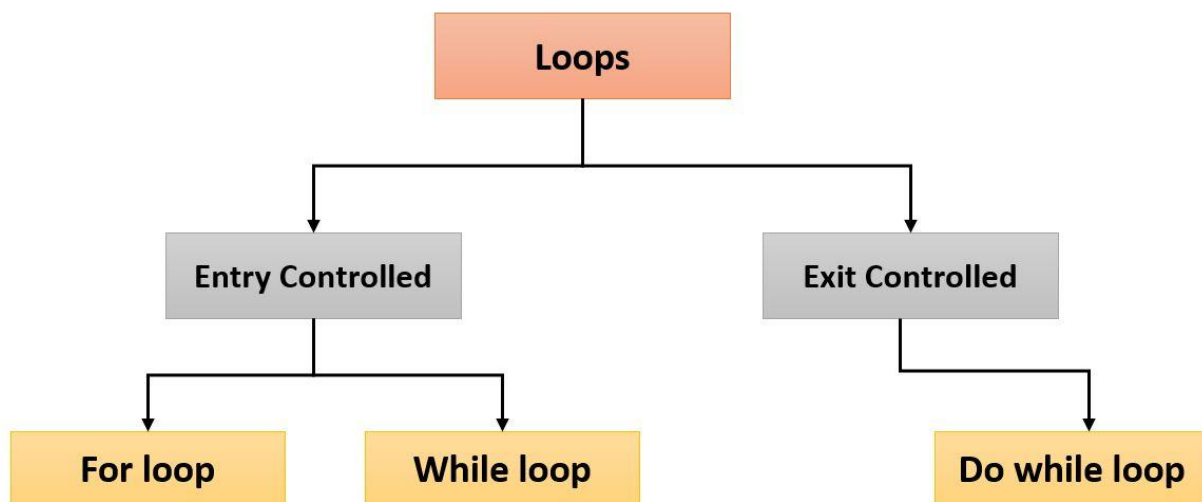 Loops
Entry Controlled
Exit Controlled
For loop
While loop
Do while loop